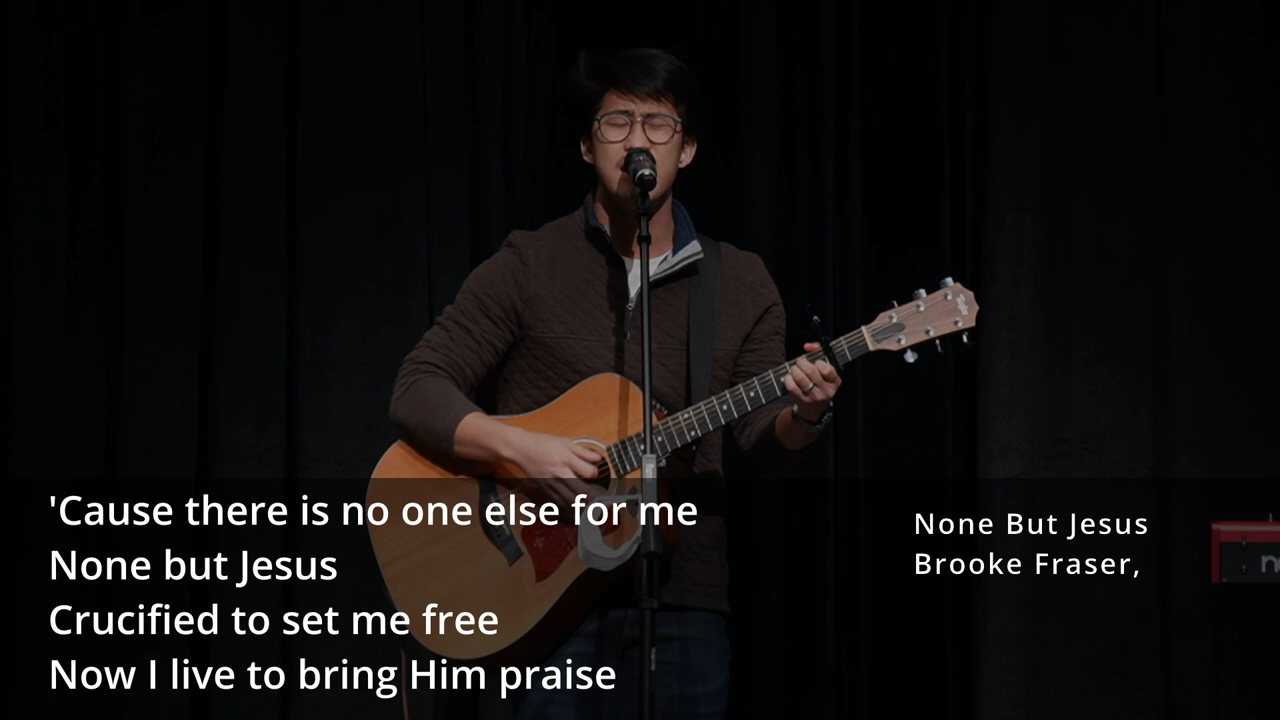 'Cause there is no one else for me
None but Jesus
Crucified to set me free
Now I live to bring Him praise
None But Jesus
Brooke Fraser,